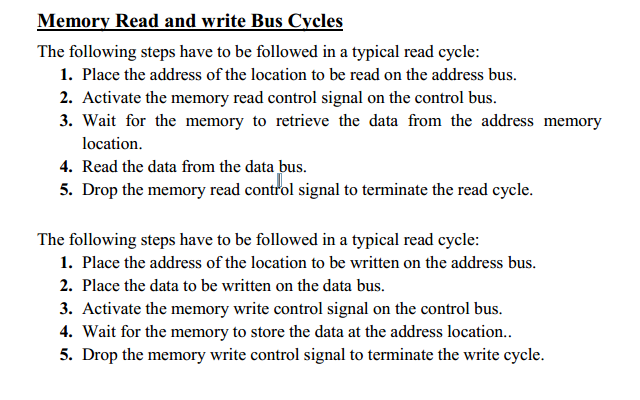 Memory Read and write Bus Cycles
The following steps have to be followed in a typical read cycle:
1. Place the address of the location to be read on the address bus.
2. Activate the memory read control signal on the control bus.
3. Wait for the memory to retrieve the data from the address memory
location.
4. Read the data from the data bus.
5. Drop the memory read control signal to terminate the read cycle.
The following steps have to be followed in a typical read cycle:
1. Place the address of the location to be written on the address bus.
2. Place the data to be written on the data bus.
3. Activate the memory write control signal on the control bus.
4. Wait for the memory to store the data at the address location..
5. Drop the memory write control signal to terminate the write cycle.